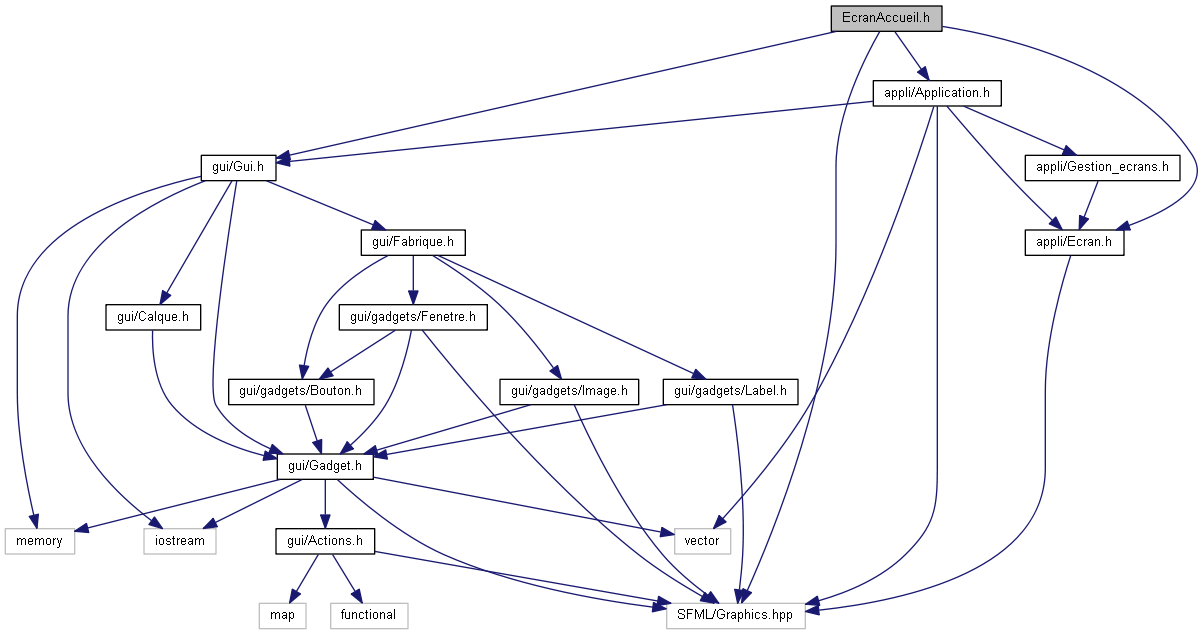 EcranAccueil.h
appli/Application.h
gui/Gui.h
appli/Gestion_ecrans.h
gui/Fabrique.h
appli/Ecran.h
gui/Calque.h
gui/gadgets/Fenetre.h
gui/gadgets/Bouton.h
gui/gadgets/Image.h
gui/gadgets/Label.h
gui/Gadget.h
memory
iostream
gui/Actions.h
vector
map
functional
SFML/Graphics.hpp